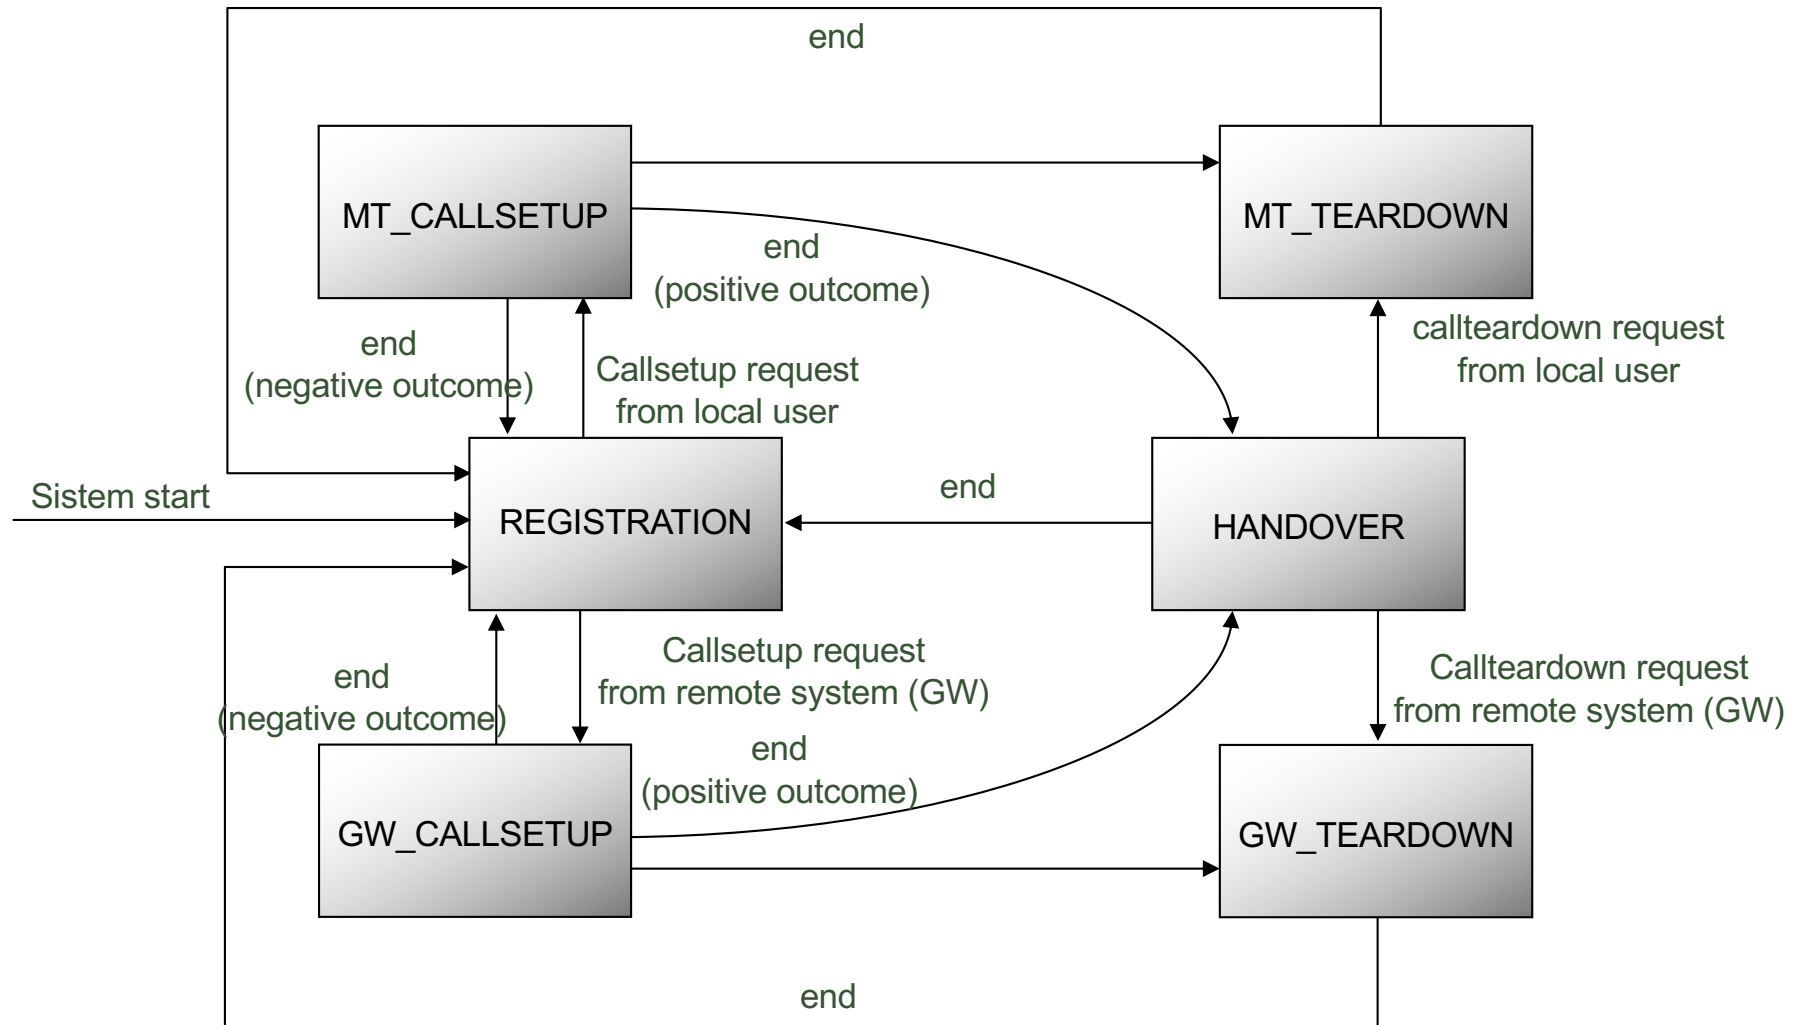 end
MT_CALLSETUP
MT_TEARDOWN
end
(positive outcome)
end
(negative outcome)
Callsetup request
from local user
callteardown request
from local user
Sistem start
REGISTRATION
end
HANDOVER
end
(negative outcome)
Callsetup request
from remote system (GW)
Callteardown request
from remote system (GW)
end
(positive outcome)
GW_CALLSETUP
GW_TEARDOWN
end